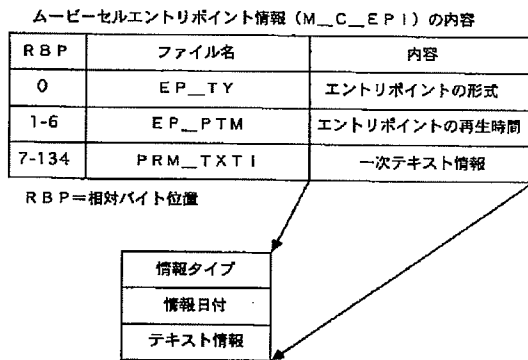 ムービーセルエントリポイント情報（M__C__EPI）の内容
RBP ファイル名 内容
0 EP__TY エントリポイントの形式
1-6 EP__PTM エントリポイントの再生時間
7-134 PRM__TXTI 一次テキスト情報
RBP＝相対バイト位置
情報タイプ
情報日付
テキスト情報